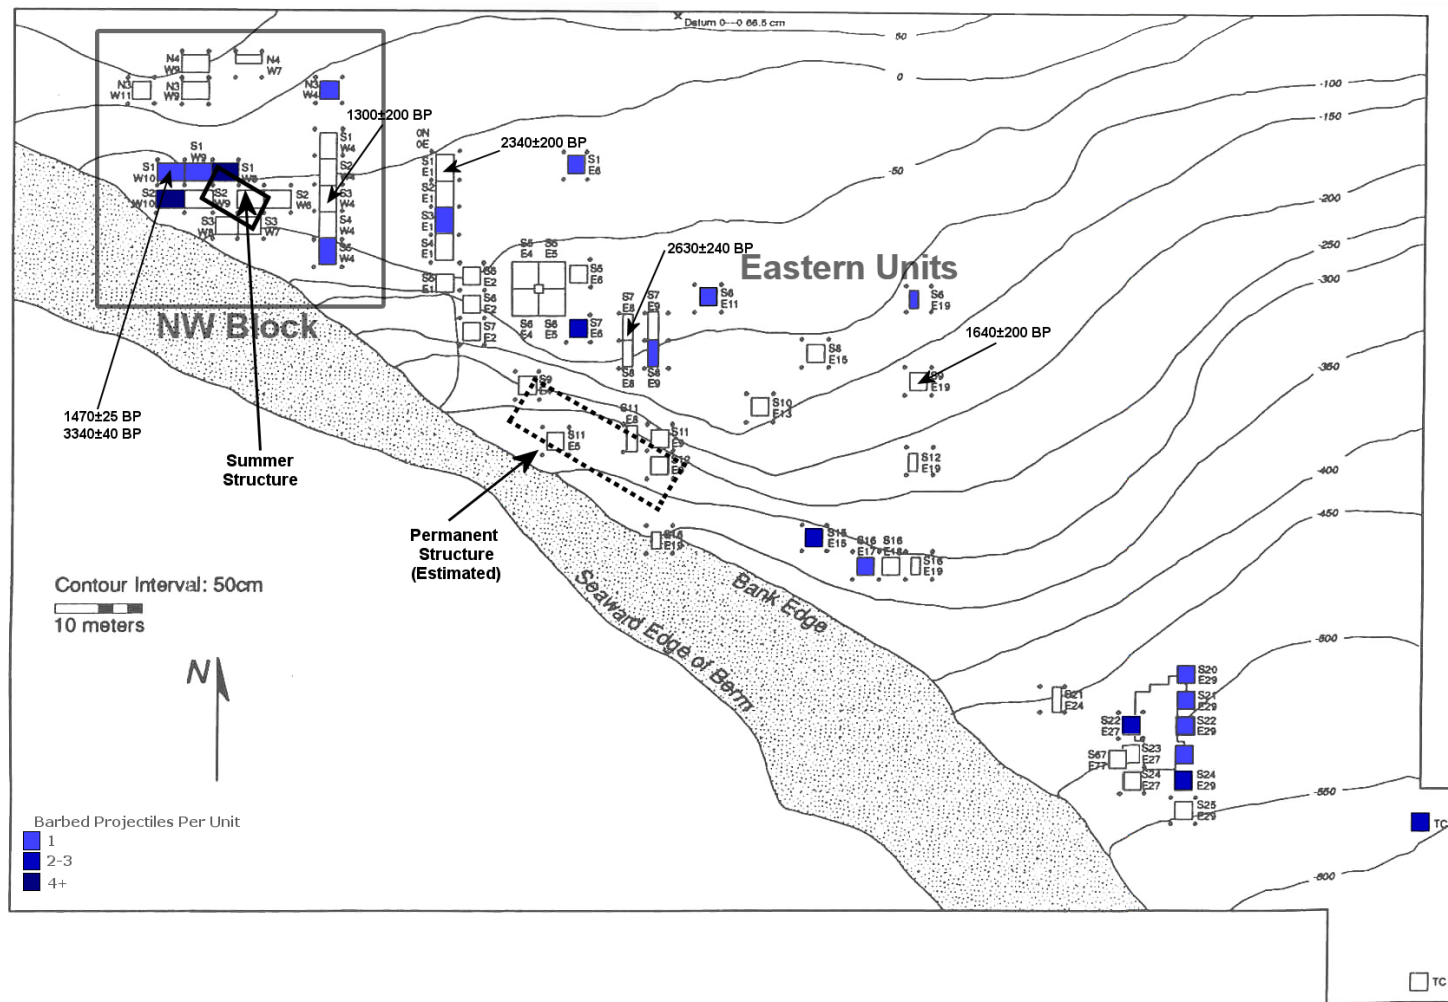 Datum 0---0 66.5 cm
50
0
-50
-100
-150
-200
-250
-300
-350
-400
-450
-500
-550
-600
N4
W9
N4
W7
N3
W11
N3
W9
N3
W4
1300±200 BP
S1
W9
S1
W10
S1
W8
S2
W10
S2
W9
S2
W6
S3
W8
S3
W7
S1
W4
S2
W4
S3
W4
S4
W4
S5
W4
NW Block
0N
0E
2340±200 BP
S1
E1
S2
E1
S3
E1
S4
E1
S5
E1
S1
E6
S5
E2
S6
E2
S7
E2
S5 S5
E4 E5
S6 S6
E4 E5
S5
E6
S7
E6
2630±240 BP
S7 S7
E8 E9
S8 S8
E8 E9
Eastern Units
S6
E11
S6
E19
1640±200 BP
S8
E15
S9
E19
S10
E13
S9
S11
E5
S11
E8
S11
E9
S12
S12
E19
1470±25 BP
3340±40 BP
Summer
Structure
Permanent
Structure
(Estimated)
E19
S15
E15
S16 S16
E17 E18
S16
E19
Contour Interval: 50cm
10 meters
N
Bank Edge
Seaward Edge of Berm
S20
E29
S21
E29
S22
E29
S21
E24
S22
E27
S23
E27
S67
E77
S24
E27
S24
E29
S25
E29
Barbed Projectiles Per Unit
1
2-3
4+
TC
TC